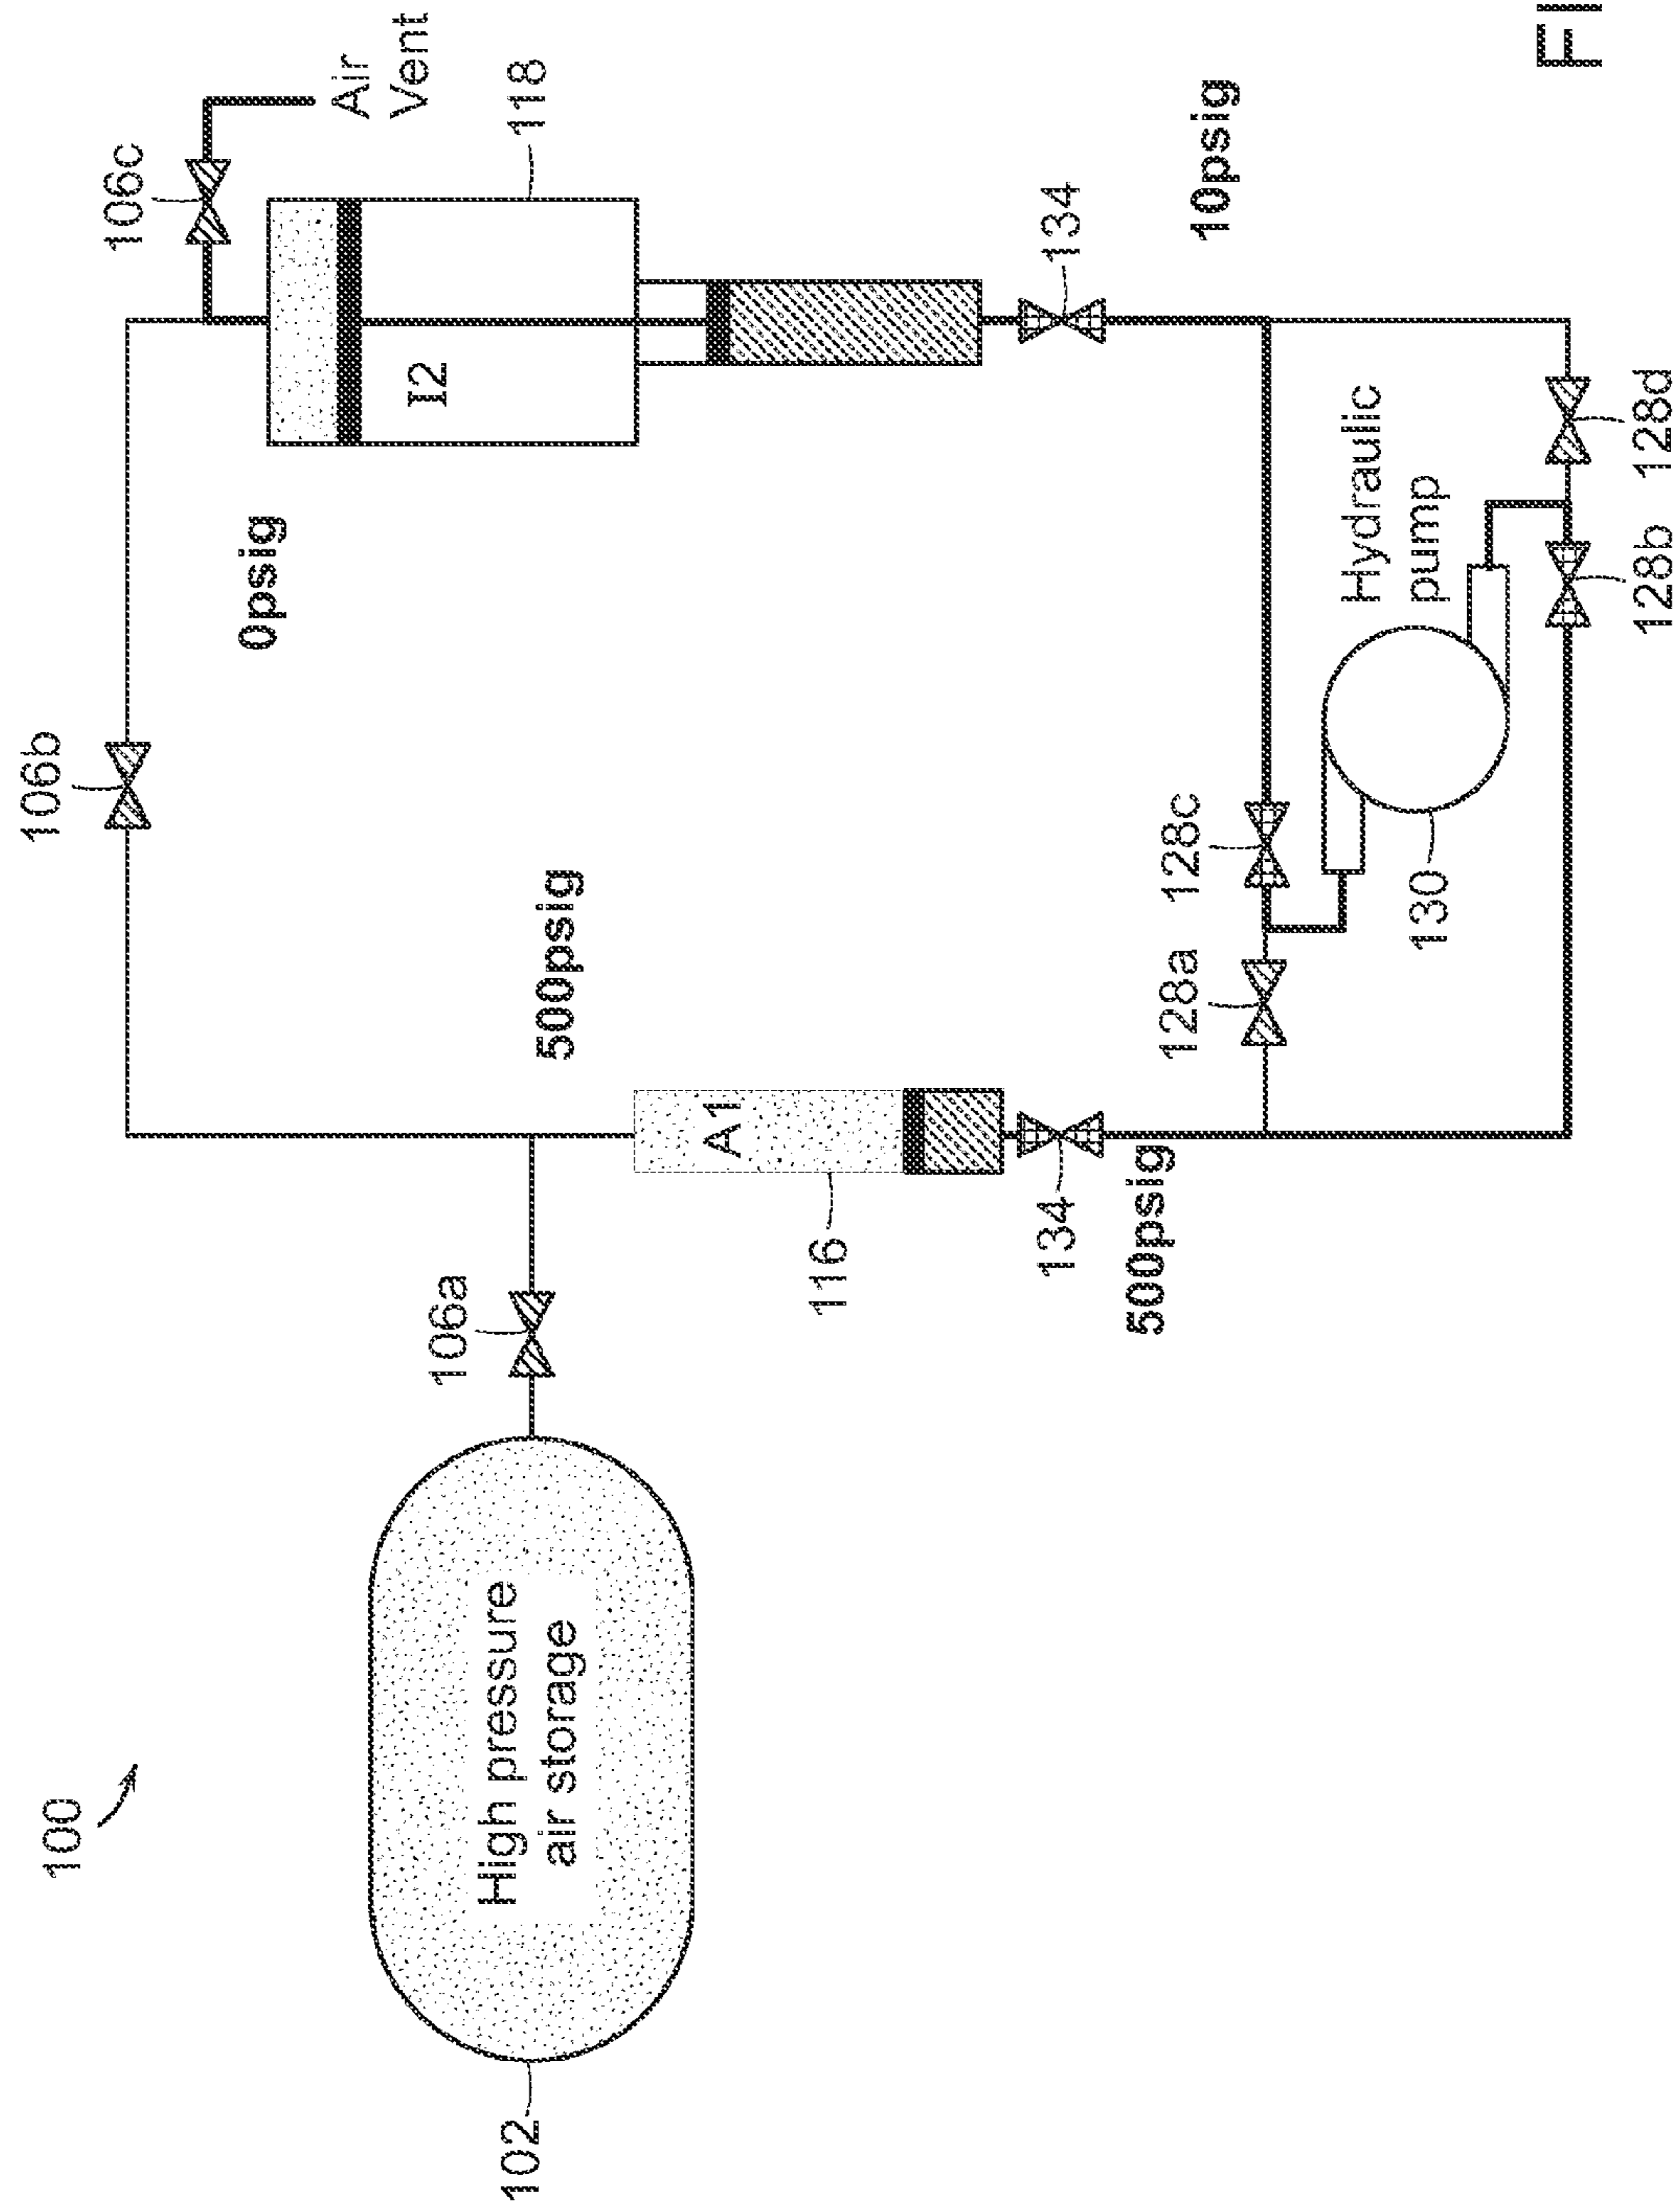 100
102
High pressure
air storage
106a
106b
106c
Air
Vent
0psig
500psig
A1
116
I2
118
134
500psig
134
10psig
128a
128c
Hydraulic
pump
130
128b
128d